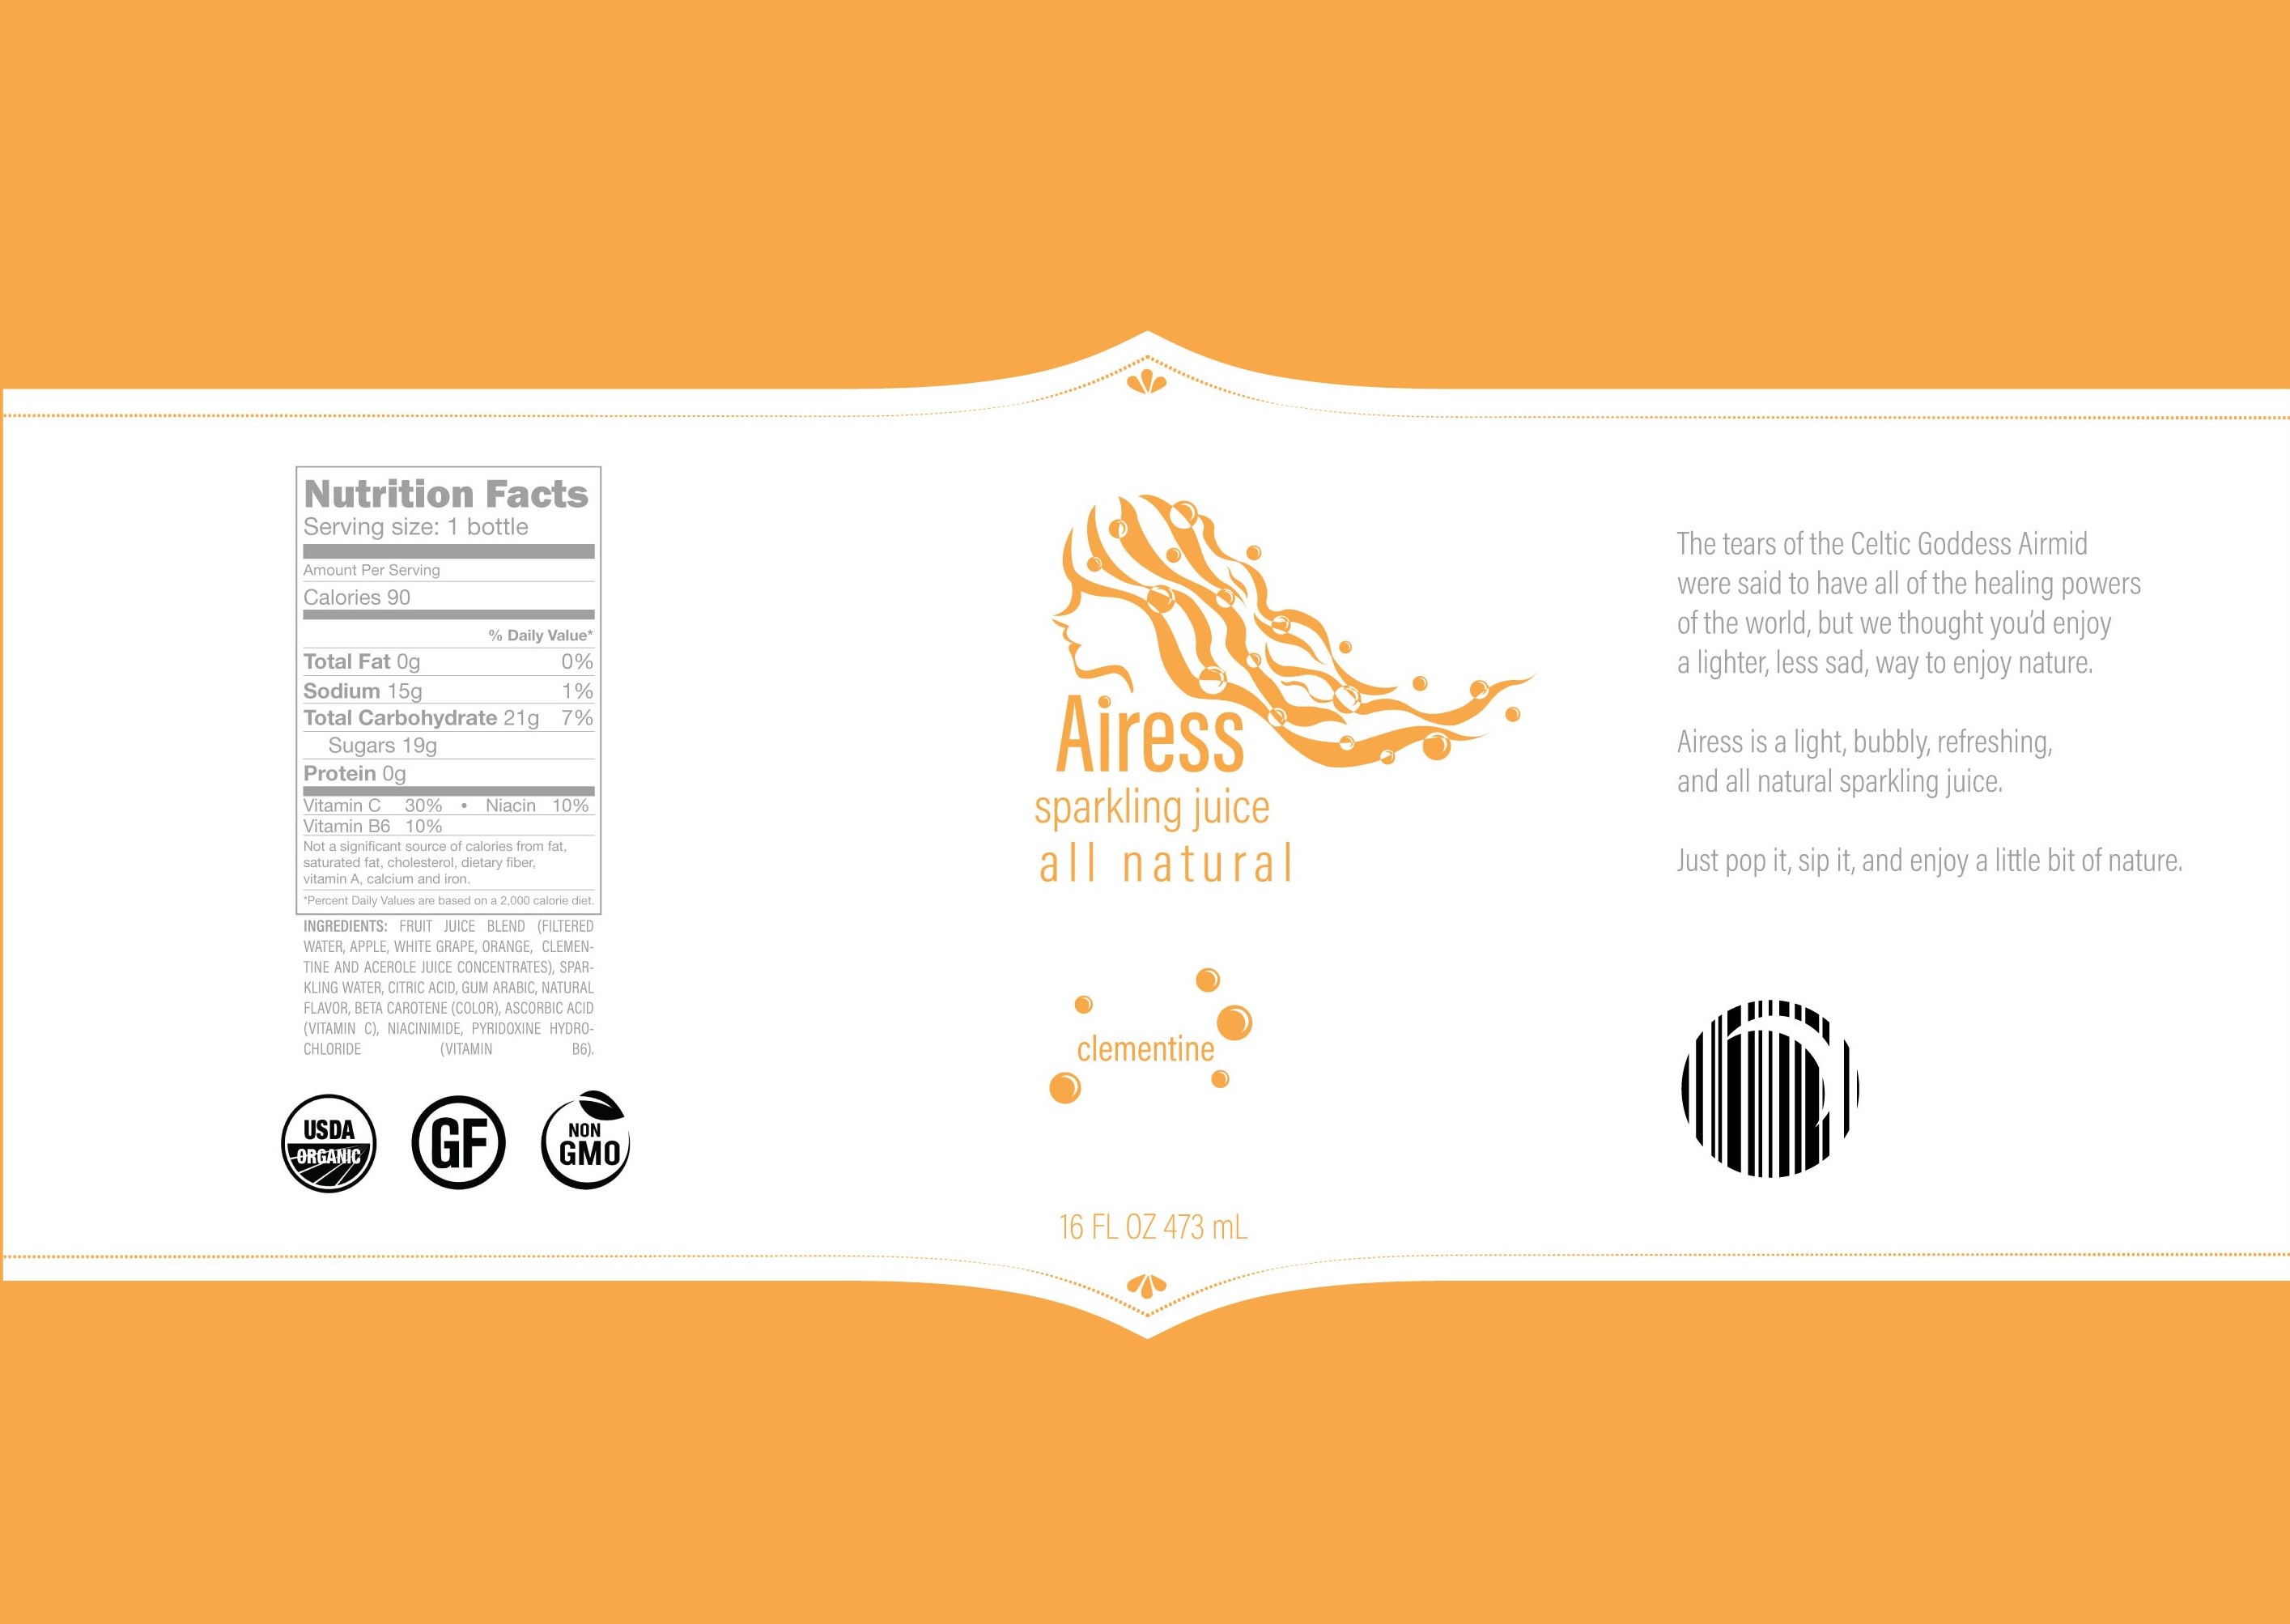 Nutrition Facts
Serving size: 1 bottle
Amount Per Serving
Calories 90
% Daily Value*
Total Fat 0g 0%
Sodium 15g 1%
Total Carbohydrate 21g 7%
Sugars 19g
Protein 0g
Vitamin C 30% • Niacin 10%
Vitamin B6 10%
Not a significant source of calories from fat,
saturated fat, cholesterol, dietary fiber,
vitamin A, calcium and iron.
*Percent Daily Values are based on a 2,000 calorie diet.
INGREDIENTS: FRUIT JUICE BLEND (FILTERED
WATER, APPLE, WHITE GRAPE, ORANGE, CLEMEN-
TINE AND ACEROLE JUICE CONCENTRATES), SPAR-
KLING WATER, CITRIC ACID, GUM ARABIC, NATURAL
FLAVOR, BETA CAROTENE (COLOR), ASCORBIC ACID
(VITAMIN C), NIACINIMIDE, PYRIDOXINE HYDRO-
CHLORIDE (VITAMIN B6).
USDA
ORGANIC
GF
NON
GMO
Airess
sparkling juice
all natural
clementine
16 FL OZ 473 mL
The tears of the Celtic Goddess Airmid
were said to have all of the healing powers
of the world, but we thought you'd enjoy
a lighter, less sad, way to enjoy nature.
Airess is a light, bubbly, refreshing,
and all natural sparkling juice.
Just pop it, sip it, and enjoy a little bit of nature.